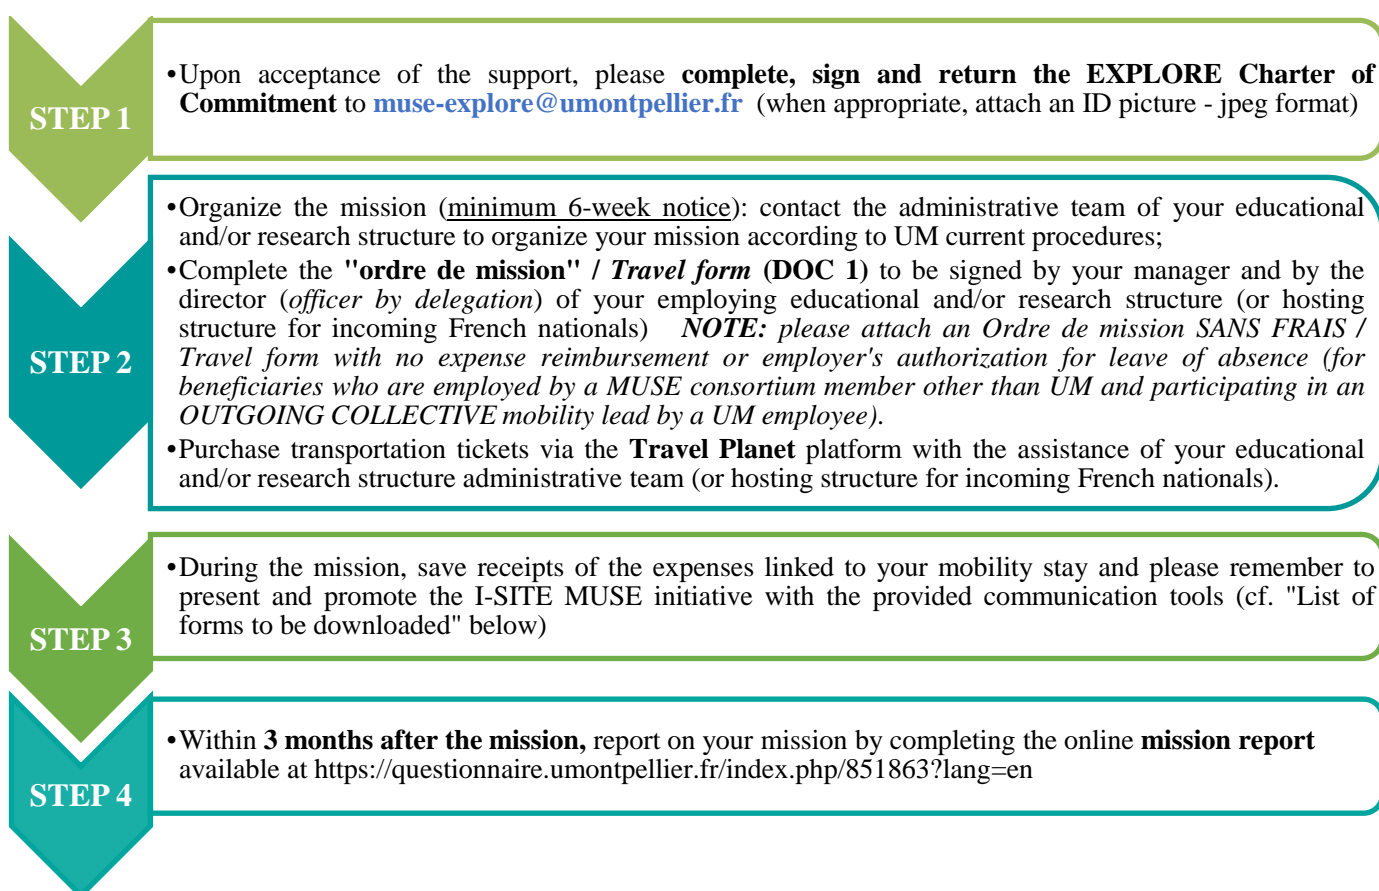 STEP 1
•Upon acceptance of the support, please complete, sign and return the EXPLORE Charter of
Commitment to muse-explore@umontpellier.fr (when appropriate, attach an ID picture - jpeg format)
STEP 2
•Organize the mission (minimum 6-week notice): contact the administrative team of your educational
and/or research structure to organize your mission according to UM current procedures;
•Complete the "ordre de mission" / Travel form (DOC 1) to be signed by your manager and by the
director (officer by delegation) of your employing educational and/or research structure (or hosting
structure for incoming French nationals) NOTE: please attach an Ordre de mission SANS FRAIS /
Travel form with no expense reimbursement or employer's authorization for leave of absence (for
beneficiaries who are employed by a MUSE consortium member other than UM and participating in an
OUTGOING COLLECTIVE mobility lead by a UM employee).
•Purchase transportation tickets via the Travel Planet platform with the assistance of your educational
and/or research structure administrative team (or hosting structure for incoming French nationals).
STEP 3
•During the mission, save receipts of the expenses linked to your mobility stay and please remember to
present and promote the I-SITE MUSE initiative with the provided communication tools (cf. "List of
forms to be downloaded" below)
STEP 4
•Within 3 months after the mission, report on your mission by completing the online mission report
available at https://questionnaire.umontpellier.fr/index.php/851863?lang=en